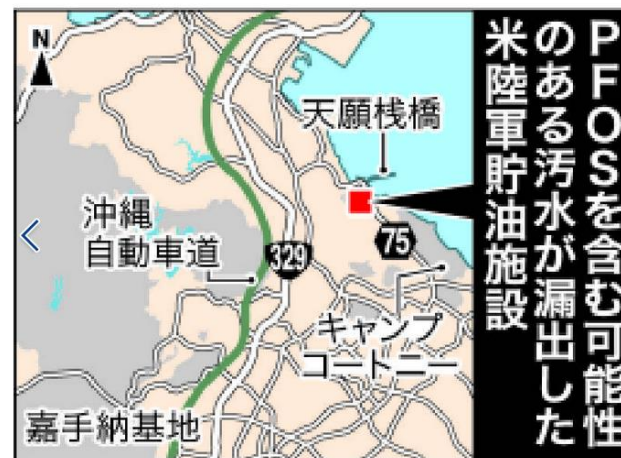 PFOSを含む可能性
のある汚水が漏出した
米陸軍貯油施設
N
天願桟橋
沖縄
自動車道
329
75
キャンプ
コートニー
嘉手納基地